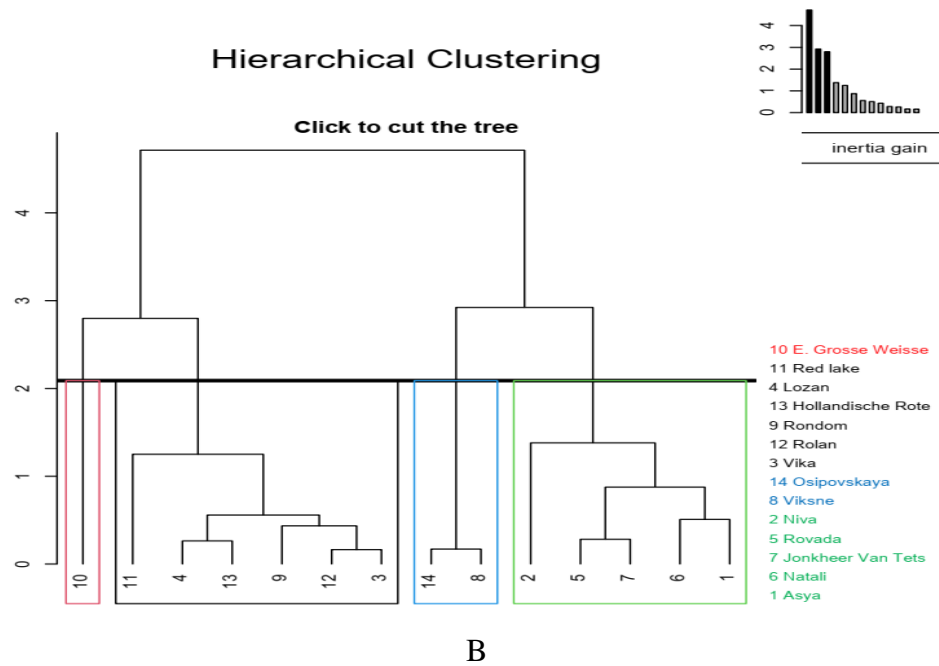 Hierarchical Clustering
4
3
2
1
0
inertia gain
Click to cut the tree
4
3
2
1
0
10 11 4 13 9 12 3 14 8 2 5 7 6 1
10 E. Grosse Weisse
11 Red lake
4 Lozan
13 Hollandische Rote
9 Rondom
12 Rolan
3 Vika
14 Osipovskaya
8 Viksne
2 Niva
5 Rovada
7 Jonkheer Van Tets
6 Natali
1 Asya
B